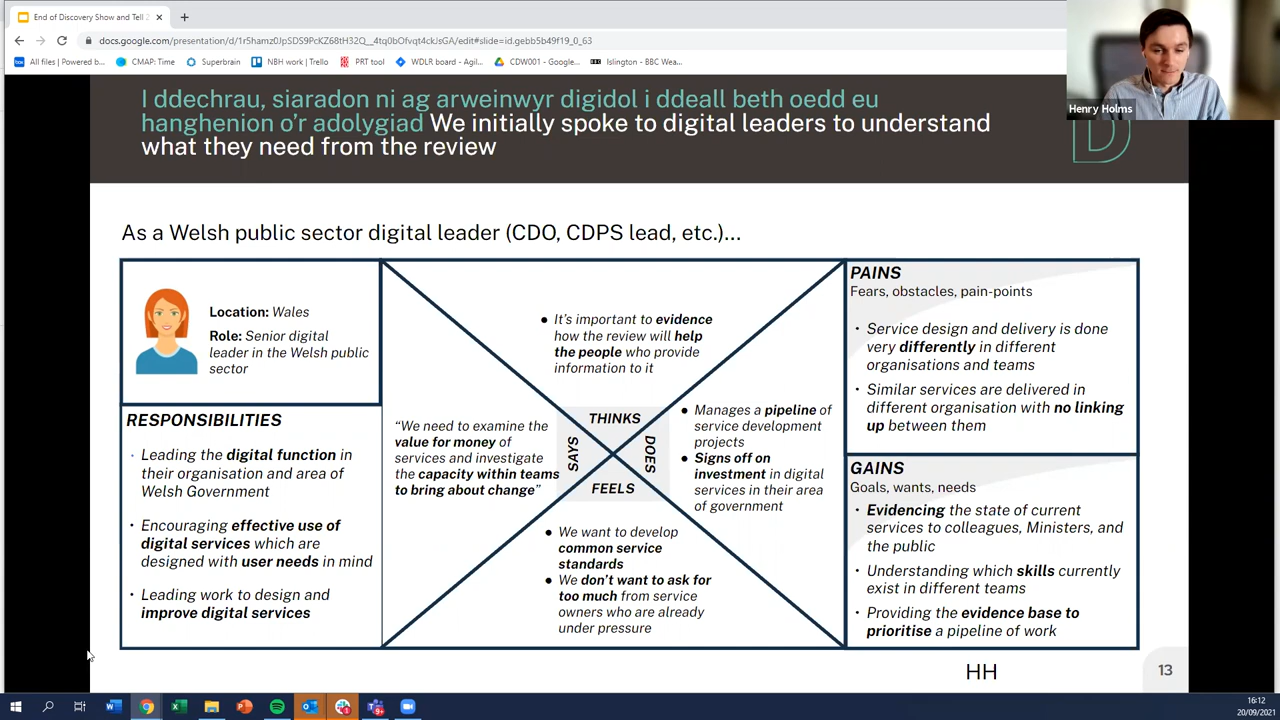 End of Discovery Show and Tell 2
docs.google.com/presentation/d/1r5hamz0JpSDS9PcKZ68tH32Q__4tq0bOfvqt4ckJsGA/edit#slide=id.gebb5b49f19_0_63
All files | Powered b...
CMAP: Time
Superbrain
NBH work | Trello
PRT tool
WDLR board - Agil...
CDW001 - Google...
Islington - BBC Wea...
Henry Holms
I ddechrau, siaradon ni ag arweinwyr digidol i ddeall beth oedd eu
hanghenion o'r adolygiad We initially spoke to digital leaders to understand
what they need from the review
D
As a Welsh public sector digital leader (CDO, CDPS lead, etc.)...
Location: Wales
Role: Senior digital
leader in the Welsh public
sector
RESPONSIBILITIES
Leading the digital function in
their organisation and area of
Welsh Government
Encouraging effective use of
digital services which are
designed with user needs in mind
Leading work to design and
improve digital services
● It's important to evidence
how the review will help
the people who provide
information to it
THINKS
SAYS
DOES
FEELS
“We need to examine the
value for money of
services and investigate
the capacity within teams
to bring about change”
● Manages a pipeline of
service development
projects
● Signs off on
investment in digital
services in their area
of government
● We want to develop
common service
standards
● We don't want to ask for
too much from service
owners who are already
under pressure
PAINS
Fears, obstacles, pain-points
• Service design and delivery is done
very differently in different
organisations and teams
• Similar services are delivered in
different organisation with no linking
up between them
GAINS
Goals, wants, needs
• Evidencing the state of current
services to colleagues, Ministers, and
the public
• Understanding which skills currently
exist in different teams
• Providing the evidence base to
prioritise a pipeline of work
HH
13
16:12
20/09/2021